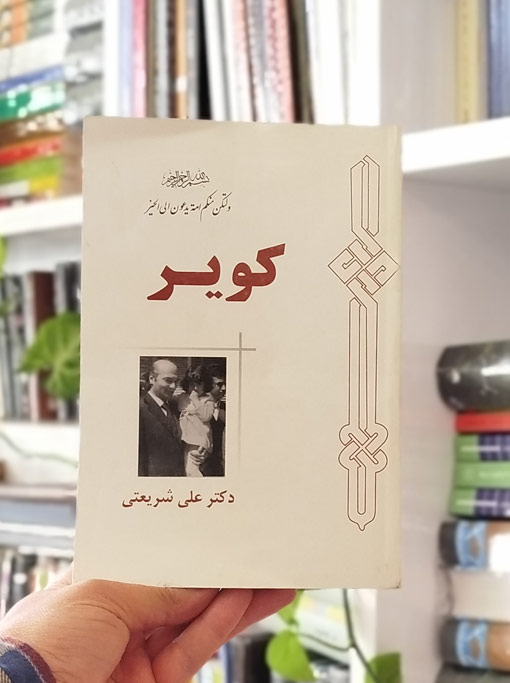 بسم الله الرحمن الرحیم
ولتکن منکم امة یدعون الی الخیر
کویر
دکتر علی شریعتی